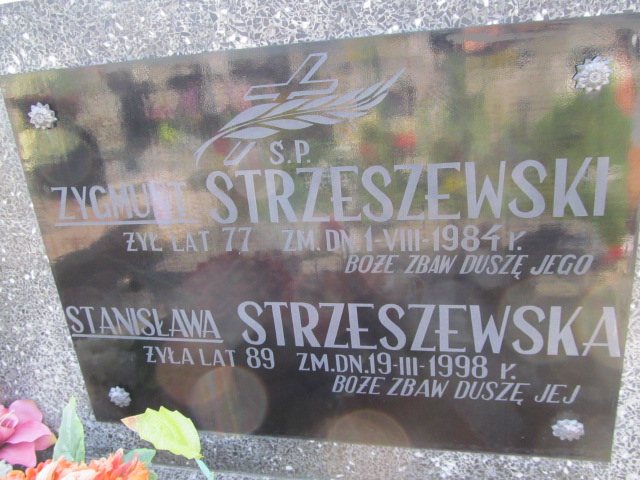 Ś.P.
ZYGMUNT STRZESZEWSKI
ŻYŁ LAT 77 ZM. DN 1-VIII-1984 r.
BOŻE ZBAW DUSZĘ JEGO
STANISŁAWA STRZESZEWSKA
ŻYŁA LAT 89 ZM. DN. 19-III-1998 r.
BOŻE ZBAW DUSZĘ JEJ